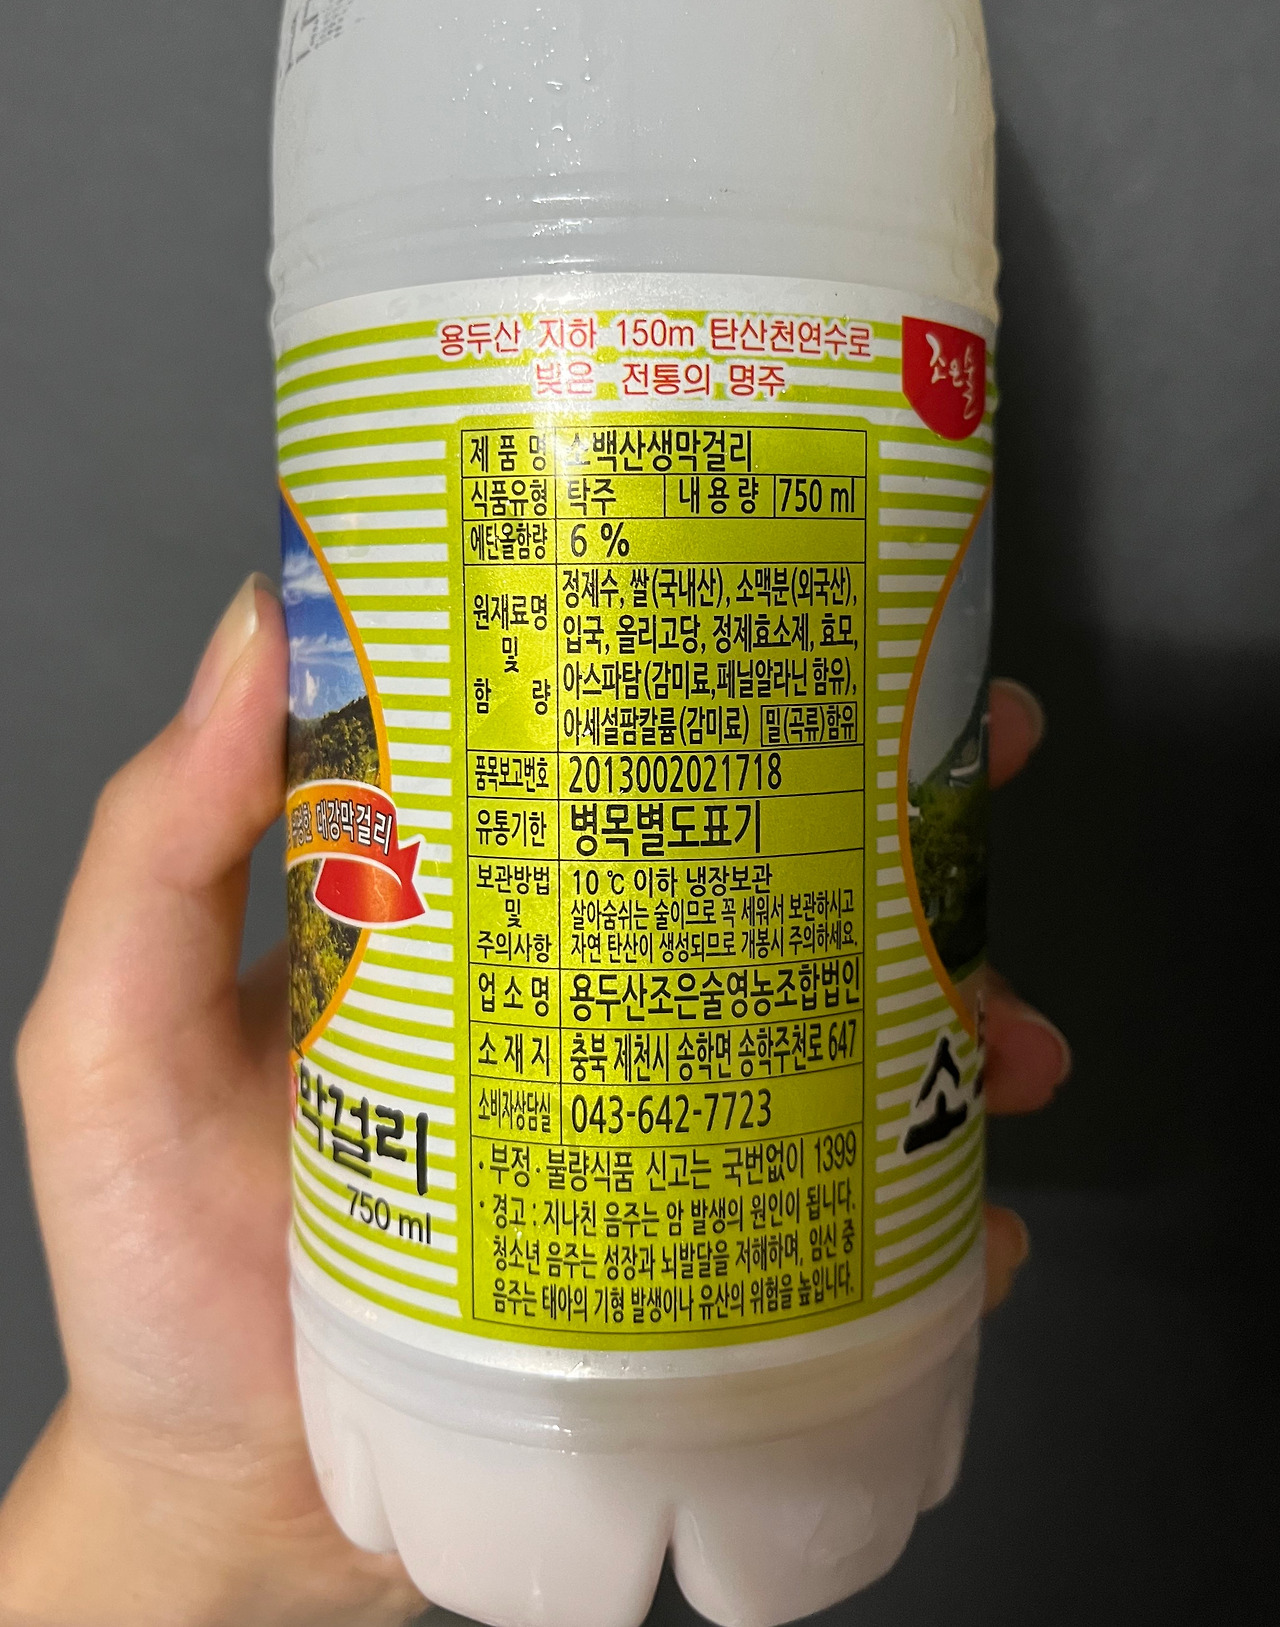 용두산 지하 150m 탄산천연수로
빚은 전통의 명주
조은술
제품명 소백산생막걸리
식품유형 탁주 내용량 750 ml
에탄올함량 6 %
원재료명 및 함량
정제수, 쌀(국내산), 소맥분(외국산),
입국, 올리고당, 정제효소제, 효모,
아스파탐(감미료,페닐알라닌 함유),
아세설팜칼륨(감미료) 밀(곡류)함유
품목보고번호 2013002021718
유통기한 병목별도표기
보관방법 및 주의사항
10℃ 이하 냉장보관
살아숨쉬는 술이므로 꼭 세워서 보관하시고
자연 탄산이 생성되므로 개봉시 주의하세요.
업소명 용두산조은술영농조합법인
소재지 충북 제천시 송학면 송학주천로 647
소비자상담실 043-642-7723
·부정·불량식품 신고는 국번없이 1399
·경고 : 지나친 음주는 암 발생의 원인이 됩니다.
청소년 음주는 성장과 뇌발달을 저해하며, 임신 중
음주는 태아의 기형 발생이나 유산의 위험을 높입니다.
대강막걸리
막걸리
750 ml
소